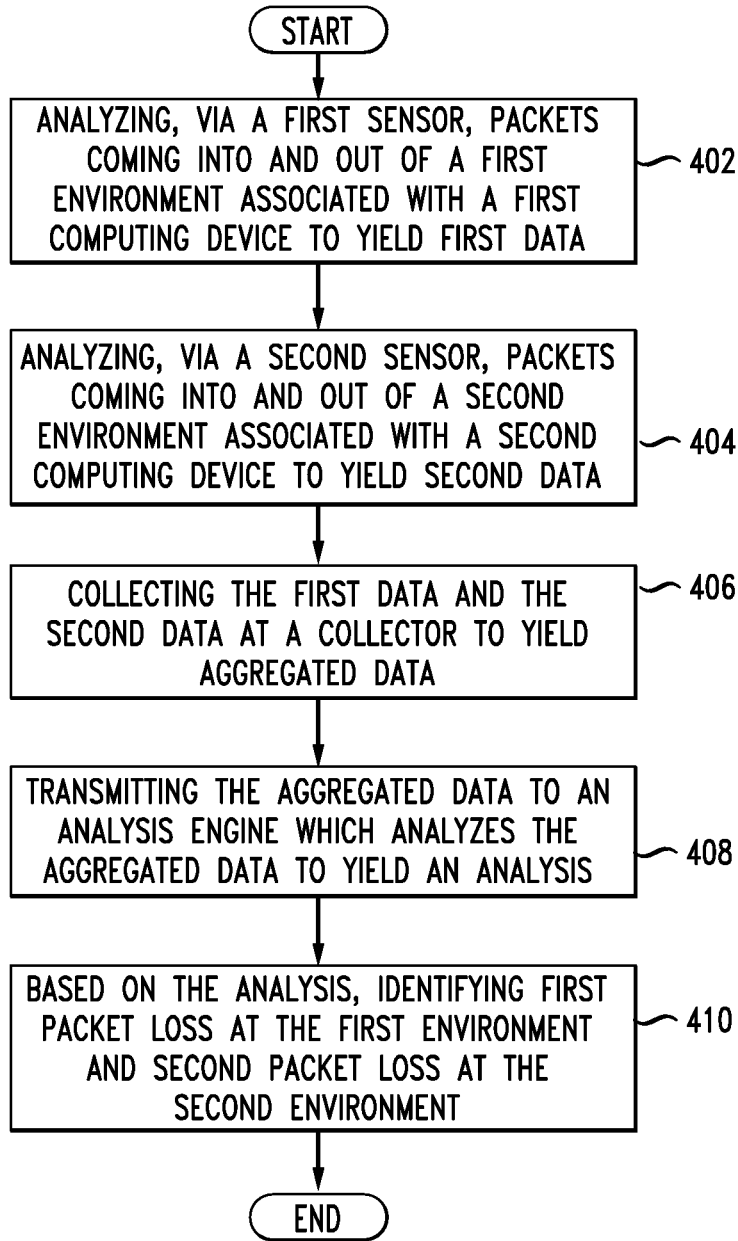 START
ANALYZING, VIA A FIRST SENSOR, PACKETS
COMING INTO AND OUT OF A FIRST
ENVIRONMENT ASSOCIATED WITH A FIRST
COMPUTING DEVICE TO YIELD FIRST DATA
402
ANALYZING, VIA A SECOND SENSOR, PACKETS
COMING INTO AND OUT OF A SECOND
ENVIRONMENT ASSOCIATED WITH A SECOND
COMPUTING DEVICE TO YIELD SECOND DATA
404
COLLECTING THE FIRST DATA AND THE
SECOND DATA AT A COLLECTOR TO YIELD
AGGREGATED DATA
406
TRANSMITTING THE AGGREGATED DATA TO AN
ANALYSIS ENGINE WHICH ANALYZES THE
AGGREGATED DATA TO YIELD AN ANALYSIS
408
BASED ON THE ANALYSIS, IDENTIFYING FIRST
PACKET LOSS AT THE FIRST ENVIRONMENT
AND SECOND PACKET LOSS AT THE
SECOND ENVIRONMENT
410
END